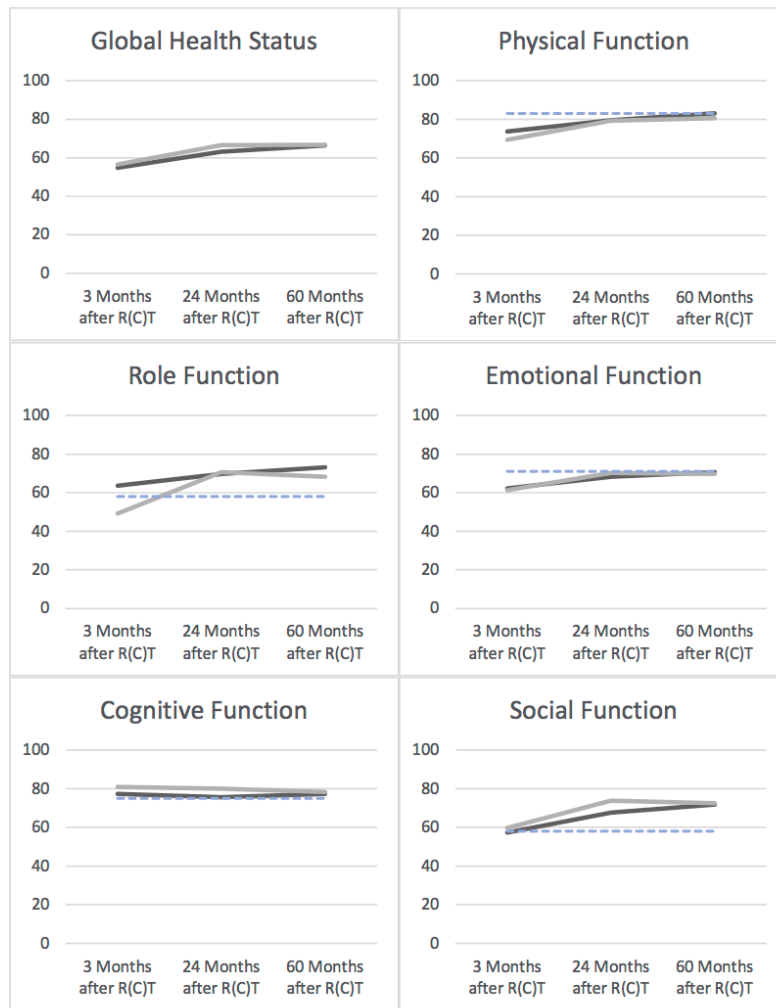 Global Health Status
100
80
60
40
20
0
3 Months
after R(C)T
24 Months
after R(C)T
60 Months
after R(C)T
Physical Function
100
80
60
40
20
0
3 Months
after R(C)T
24 Months
after R(C)T
60 Months
after R(C)T
Role Function
100
80
60
40
20
0
3 Months
after R(C)T
24 Months
after R(C)T
60 Months
after R(C)T
Emotional Function
100
80
60
40
20
0
3 Months
after R(C)T
24 Months
after R(C)T
60 Months
after R(C)T
Cognitive Function
100
80
60
40
20
0
3 Months
after R(C)T
24 Months
after R(C)T
60 Months
after R(C)T
Social Function
100
80
60
40
20
0
3 Months
after R(C)T
24 Months
after R(C)T
60 Months
after R(C)T